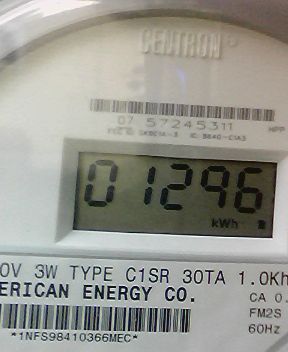 CENTRON®
07 57245311 HPP
01296
kWh
0V 3W TYPE C1SR 30TA 1.0Kh
ERICAN ENERGY CO. CA 0.
FM2S
60Hz
*1NFS98410366MEC*